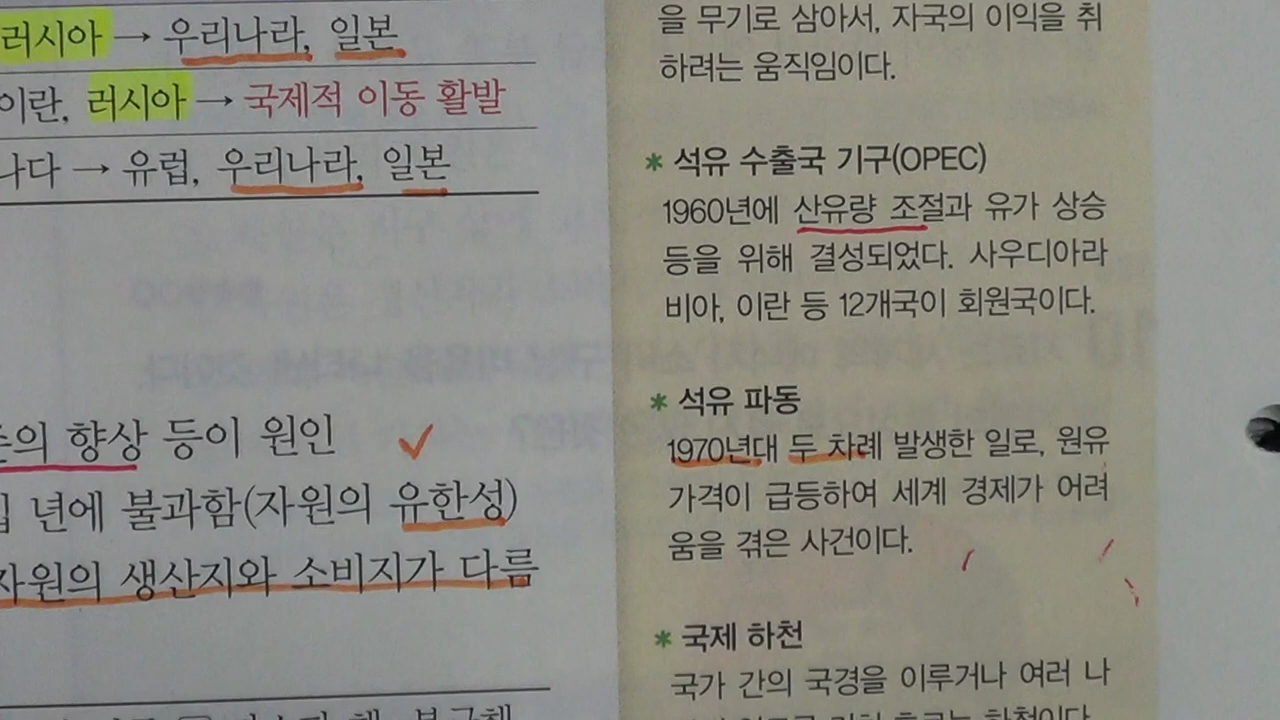 러시아 → 우리나라, 일본
이란, 러시아 → 국제적 이동 활발
나다 → 유럽, 우리나라, 일본
의 향상 등이 원인
년에 불과함(자원의 유한성)
자원의 생산지와 소비지가 다름
을 무기로 삼아서, 자국의 이익을 취
하려는 움직임이다.
* 석유 수출국 기구(OPEC)
1960년에 산유량 조절과 유가 상승
등을 위해 결성되었다. 사우디아라
비아, 이란 등 12개국이 회원국이다.
* 석유 파동
1970년대 두 차례 발생한 일로, 원유
가격이 급등하여 세계 경제가 어려
움을 겪은 사건이다.
* 국제 하천
국가 간의 국경을 이루거나 여러 나